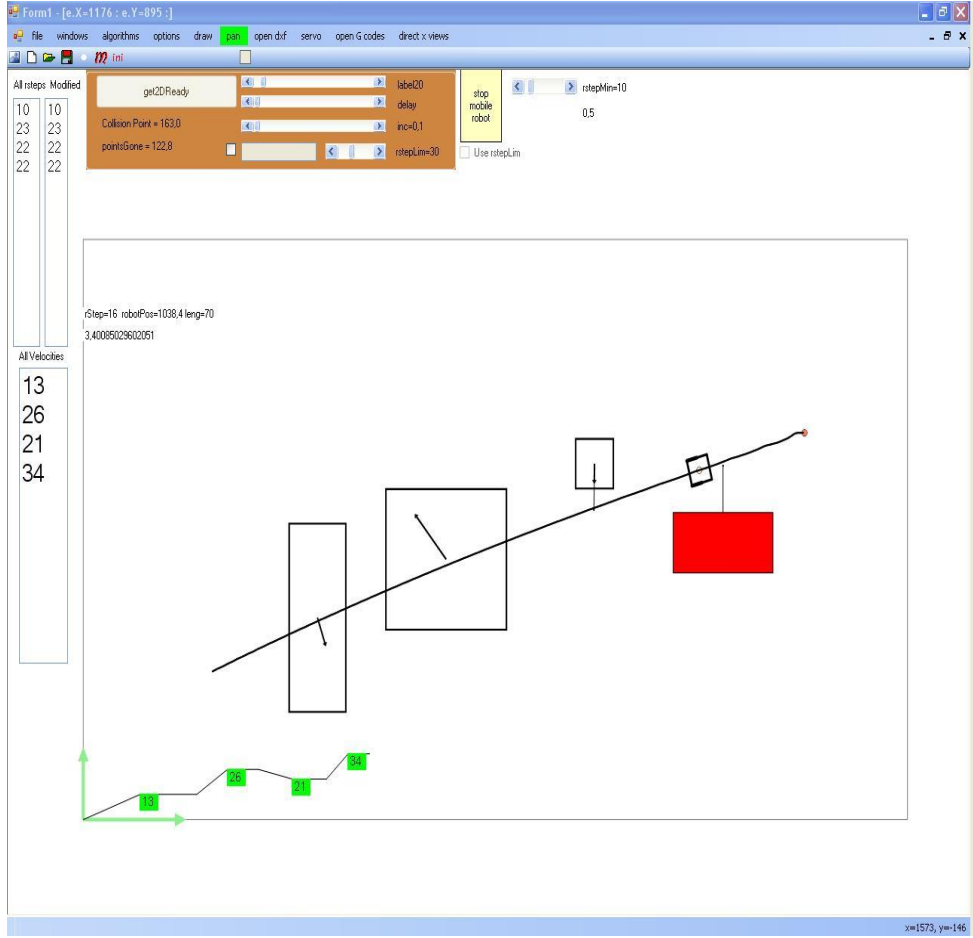 Form1 - [e.X=1176 : e.Y=895 :]
file windows algorithms options draw pan open dxf servo open G codes direct x views
m ini
All rsteps Modified
10 10
23 23
22 22
22 22
get2DReady
Collision Point = 163,0
pointsGone = 122,8
label20
delay
inc=0,1
rstepLim=30
stop
mobile
robot
rstepMin=10
0,5
Use rstepLim
rStep=16 robotPos=1038,4 leng=70
3,40085029602051
All Velocities
13
26
21
34
13
26
21
34
x=1573, y=-146